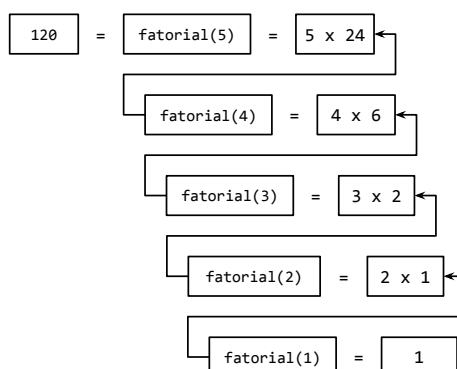 120 = fatorial(5) = 5 x 24
fatorial(4) = 4 x 6
fatorial(3) = 3 x 2
fatorial(2) = 2 x 1
fatorial(1) = 1